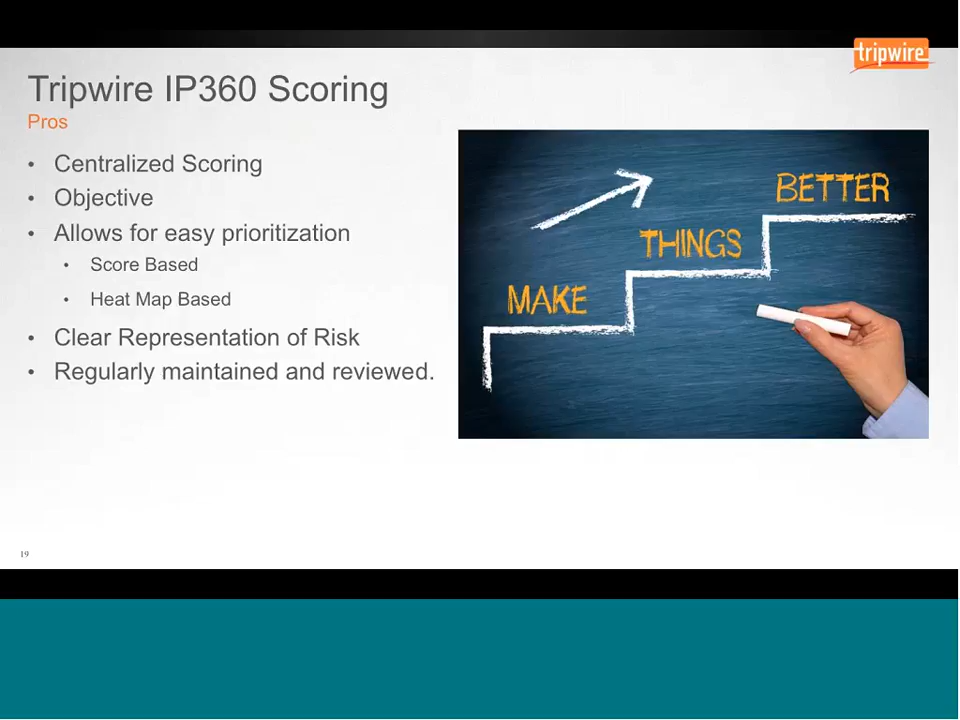 tripwire
Tripwire IP360 Scoring
Pros
• Centralized Scoring
• Objective
• Allows for easy prioritization
• Score Based
• Heat Map Based
• Clear Representation of Risk
• Regularly maintained and reviewed.
MAKE
THINGS
BETTER
19